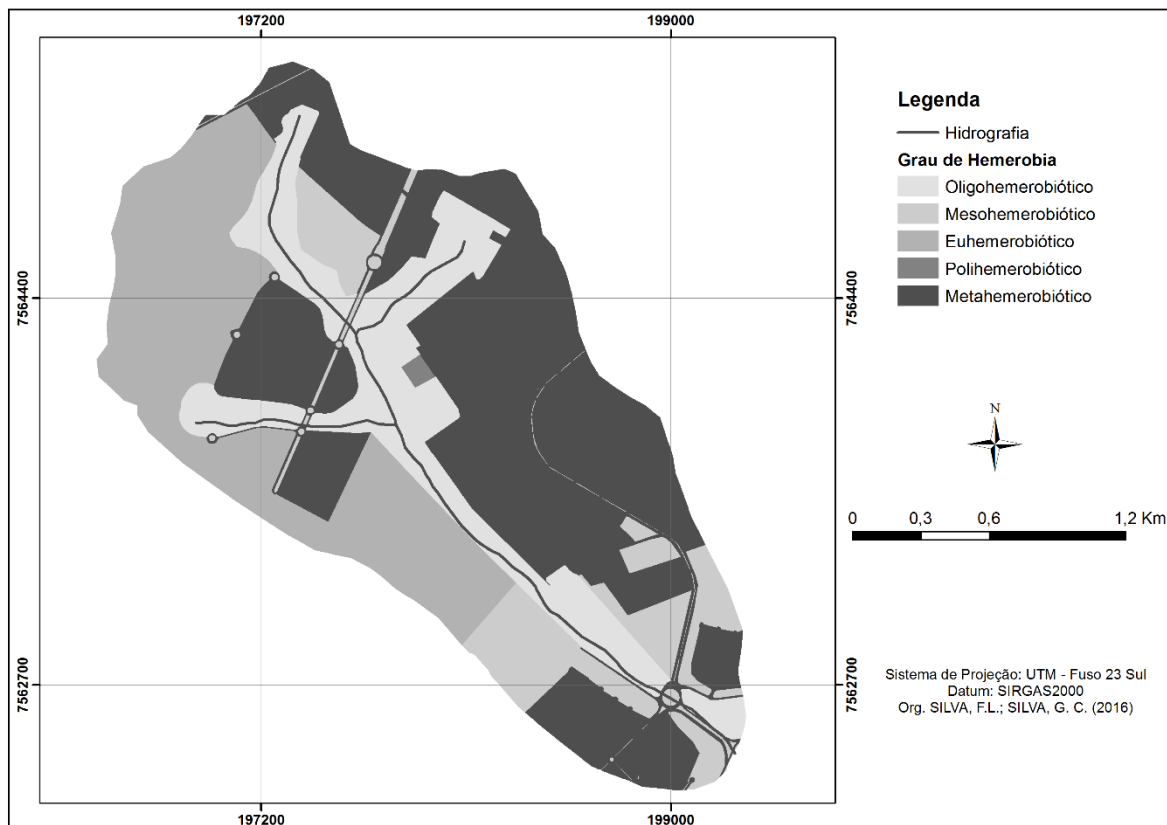 197200
199000
7564400
7564400
7562700
7562700
197200
199000
Legenda
Hidrografia
Grau de Hemerobia
Oligohemerobiótico
Mesohemerobiótico
Euhemerobiótico
Polihemerobiótico
Metahemerobiótico
N
0 0,3 0,6 1,2 Km
Sistema de Projeção: UTM - Fuso 23 Sul
Datum: SIRGAS2000
Org. SILVA, F.L.; SILVA, G. C. (2016)